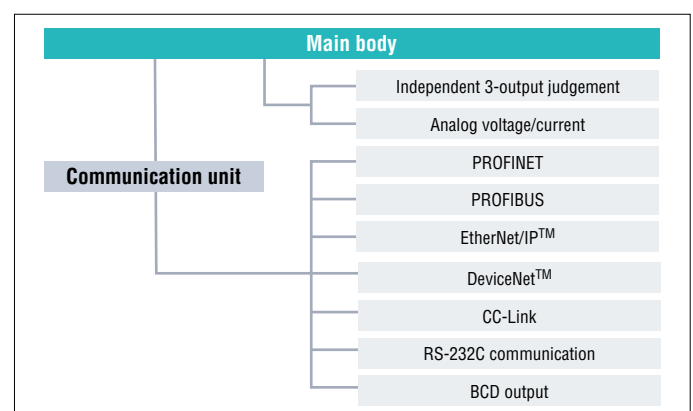 Main body
Independent 3-output judgement
Analog voltage/current
Communication unit
PROFINET
PROFIBUS
EtherNet/IP™
DeviceNet™
CC-Link
RS-232C communication
BCD output